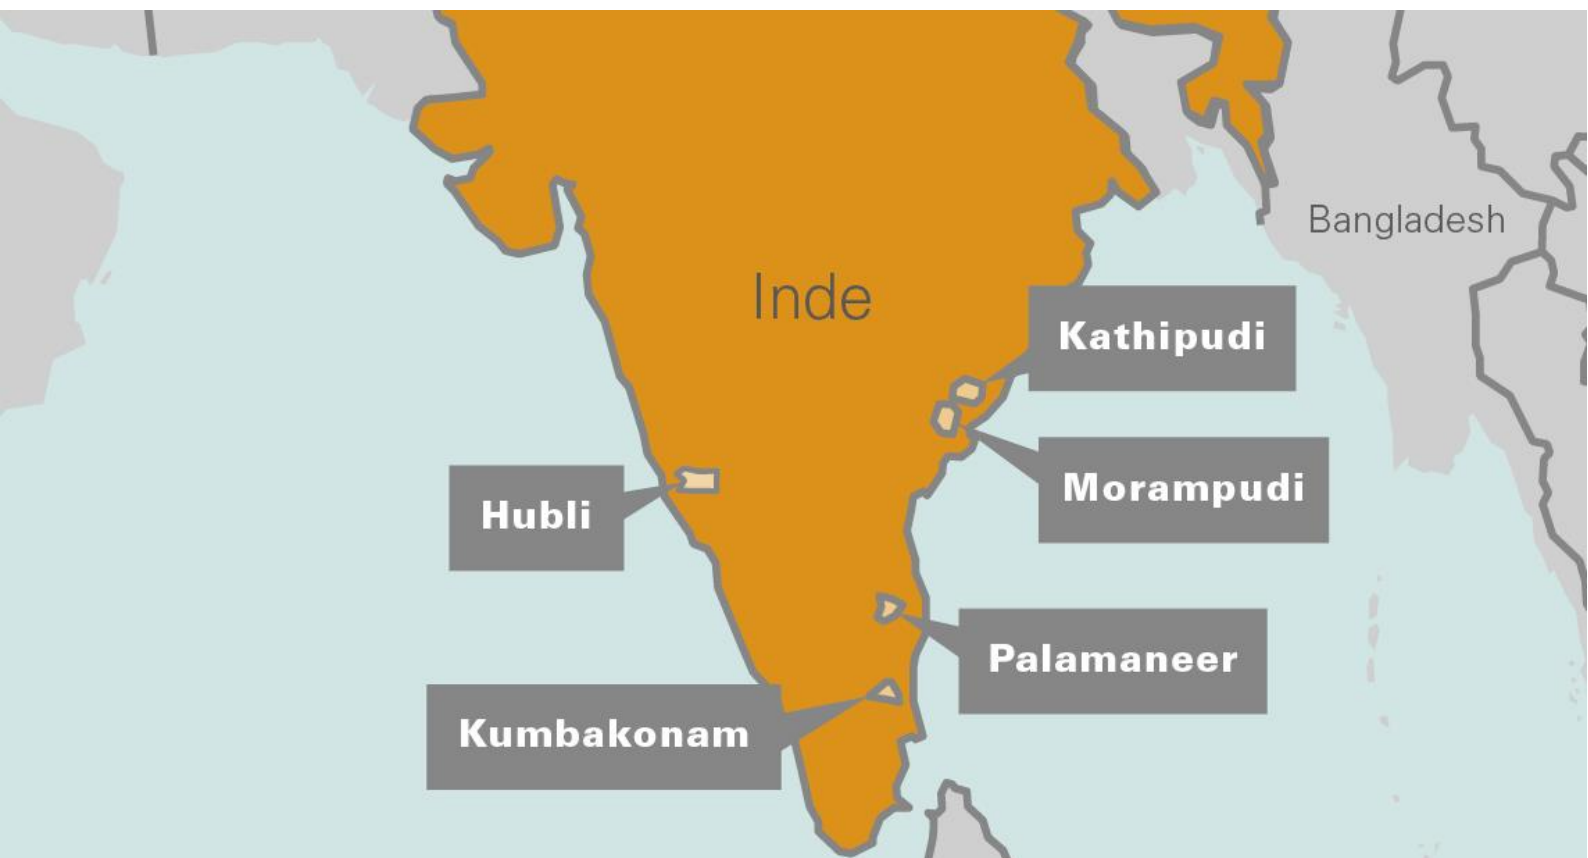 Bangladesh
Inde
Kathipudi
Morampudi
Hubli
Palamaneer
Kumbakonam